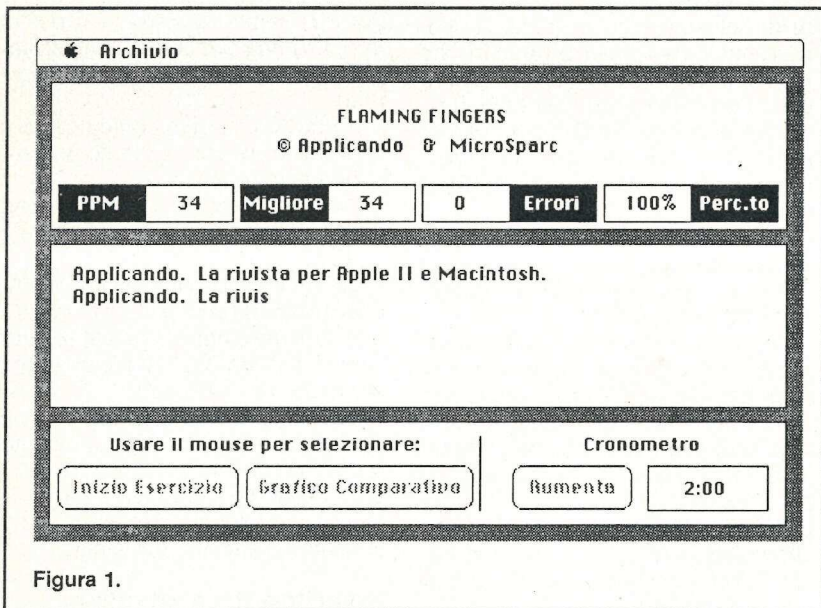 Archivio
FLAMING FINGERS
© Applicando & MicroSparc
PPM 34 Migliore 34 0 Errori 100% Perc.to
Applicando. La rivista per Apple II e Macintosh.
Applicando. La rivis
Usare il mouse per selezionare: Cronometro
Inizio Esercizio Grafico Comparativo Aumenta 2:00
Figura 1.